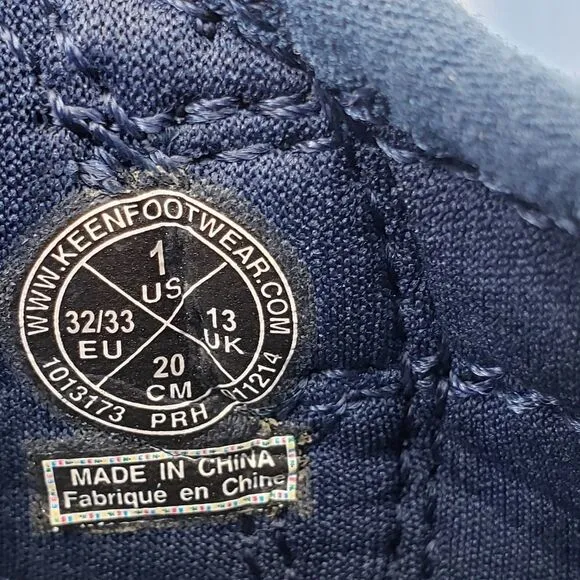 WWW.KEENFOOTWEAR.COM
1
US
32/33
EU
13
UK
20
CM
1013173 PRH 11214
MADE IN CHINA
Fabriqué en Chine